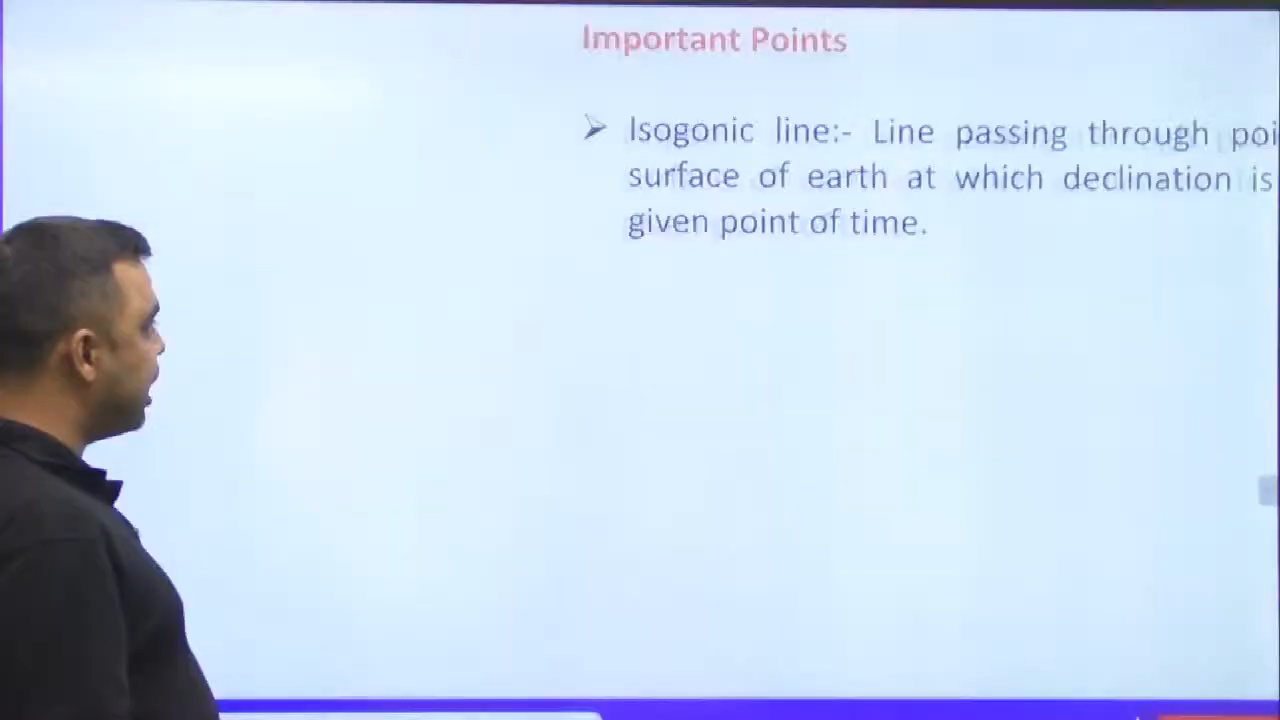 Important Points
➢ Isogonic line:- Line passing through poi
surface of earth at which declination is
given point of time.